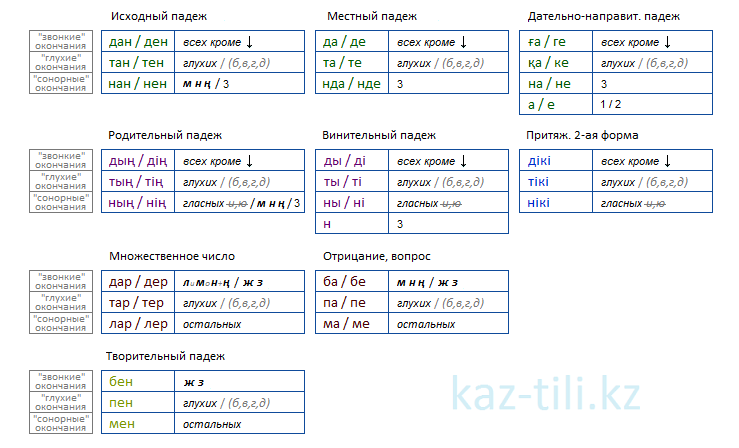 Исходный падеж
Местный падеж
Дательно-направит. падеж
"звонкие" окончания
дан / ден
всех кроме ↓
да / де
всех кроме ↓
ға / ге
всех кроме ↓
"глухие" окончания
тан / тен
глухих / (б,в,г,д)
та / те
глухих / (б,в,г,д)
қа / ке
глухих / (б,в,г,д)
"сонорные" окончания
нан / нен
м н ң / 3
нда / нде
3
на / не
3
а / е
1 / 2
Родительный падеж
Винительный падеж
Притяж. 2-ая форма
"звонкие" окончания
дың / дің
всех кроме ↓
ды / ді
всех кроме ↓
дікі
всех кроме ↓
"глухие" окончания
тың / тің
глухих / (б,в,г,д)
ты / ті
глухих / (б,в,г,д)
тікі
глухих / (б,в,г,д)
"сонорные" окончания
ның / нің
гласных и,ю / м н ң / 3
ны / ні
гласных и,ю
нікі
гласных и,ю
н
3
Множественное число
Отрицание, вопрос
"звонкие" окончания
дар / дер
лимонң / ж з
ба / бе
м н ң / ж з
"глухие" окончания
тар / тер
глухих / (б,в,г,д)
па / пе
глухих / (б,в,г,д)
"сонорные" окончания
лар / лер
остальных
ма / ме
остальных
Творительный падеж
"звонкие" окончания
бен
ж з
"глухие" окончания
пен
глухих / (б,в,г,д)
"сонорные" окончания
мен
остальных
kaz-tili.kz